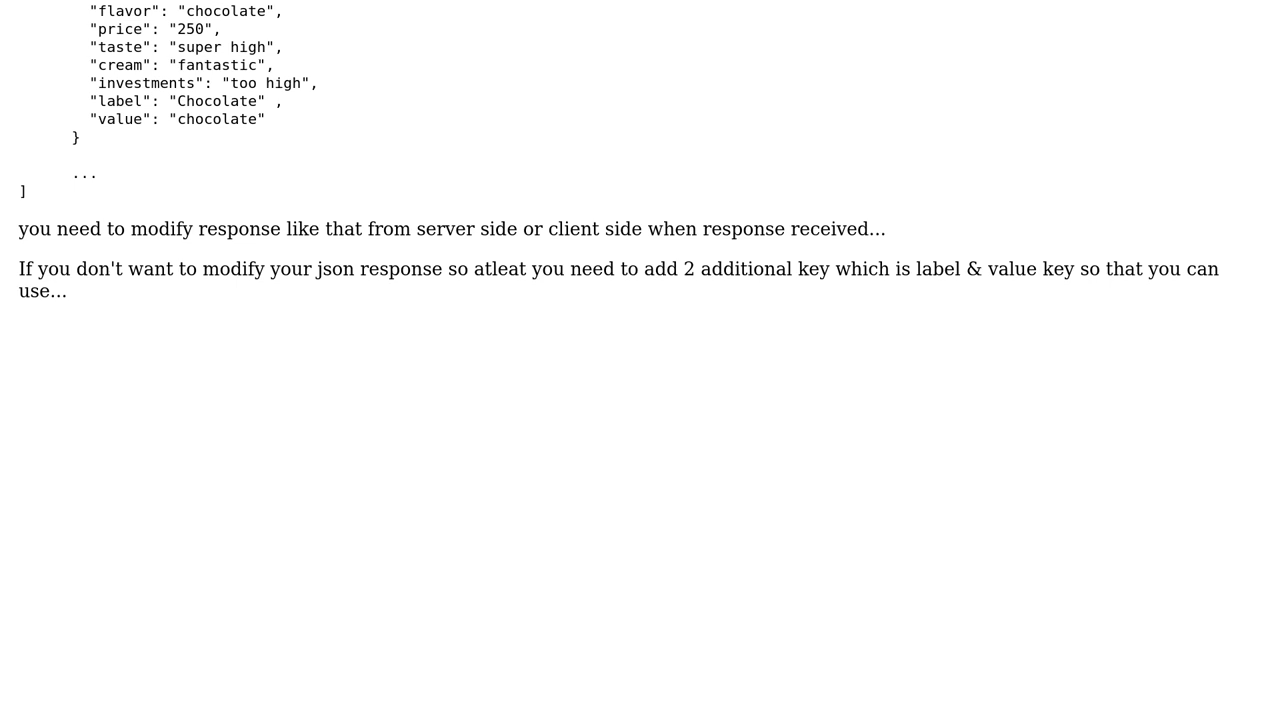 "flavor": "chocolate",
"price": "250",
"taste": "super high",
"cream": "fantastic",
"investments": "too high",
"label": "Chocolate" ,
"value": "chocolate"
}
...
]
you need to modify response like that from server side or client side when response received...
If you don't want to modify your json response so atleat you need to add 2 additional key which is label & value key so that you can
use...